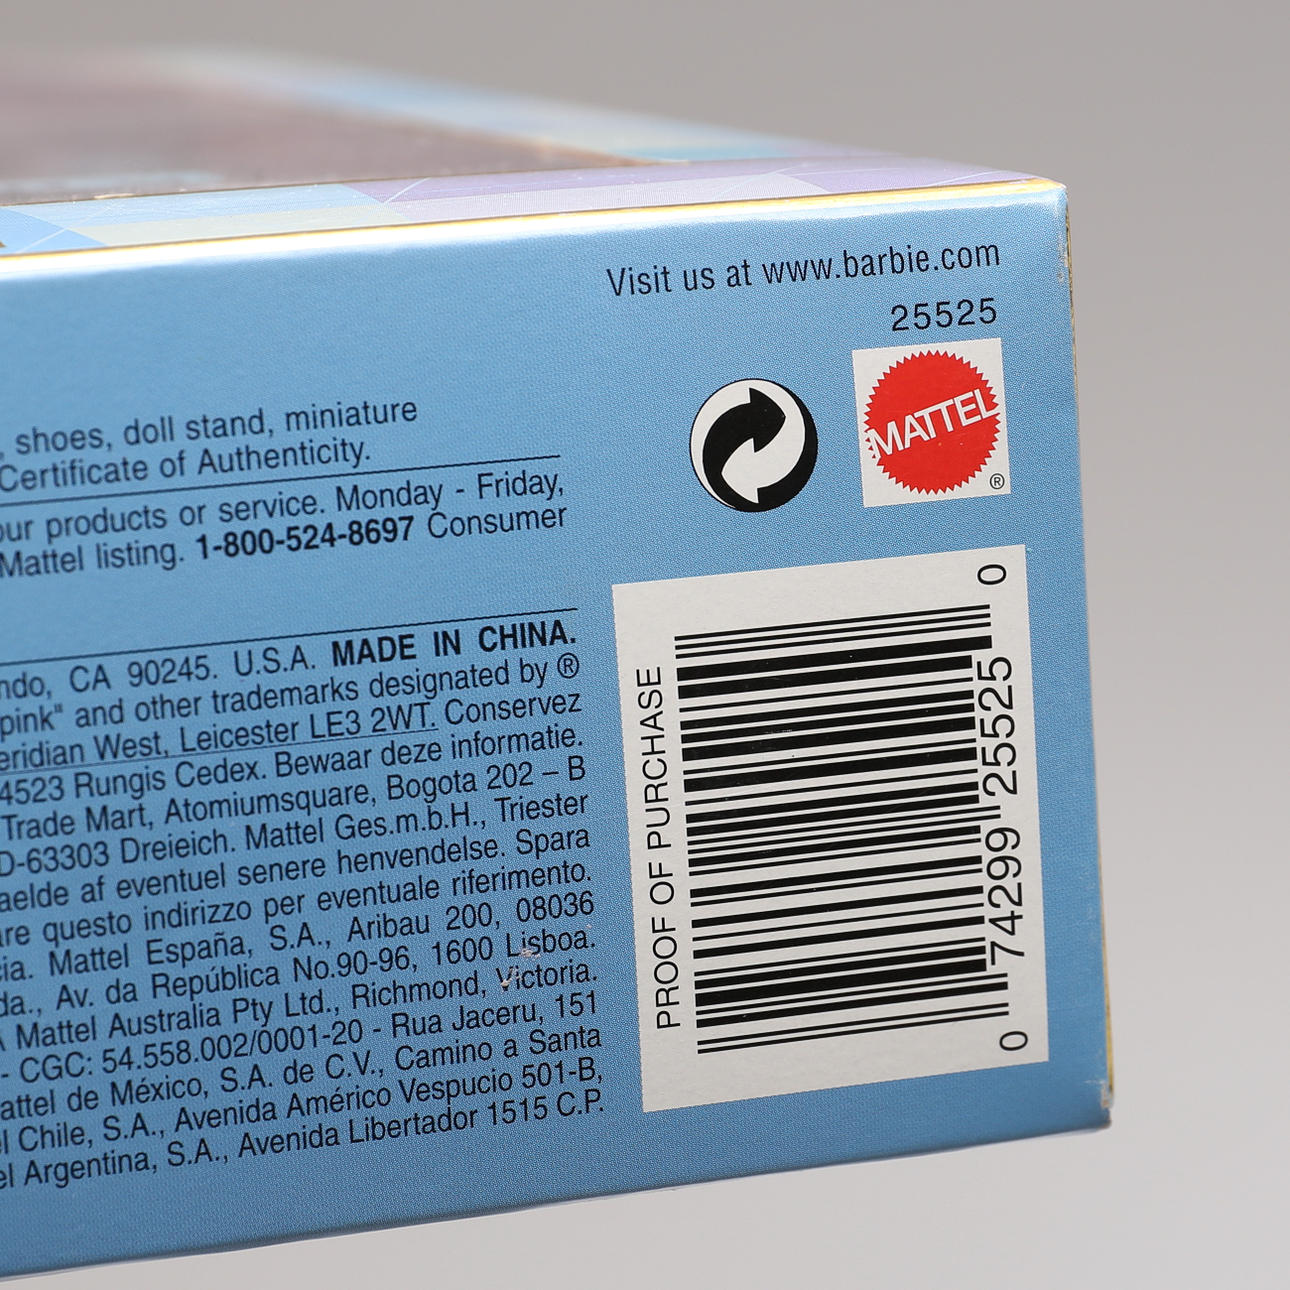 Visit us at www.barbie.com
25525
MATTEL
®
, shoes, doll stand, miniature
Certificate of Authenticity.
our products or service. Monday - Friday,
Mattel listing. 1-800-524-8697 Consumer
ndo, CA 90245. U.S.A. MADE IN CHINA.
pink" and other trademarks designated by ®
eridian West, Leicester LE3 2WT. Conservez
4523 Rungis Cedex. Bewaar deze informatie.
Trade Mart, Atomiumsquare, Bogota 202 – B
D-63303 Dreieich. Mattel Ges.m.b.H., Triester
aelde af eventuel senere henvendelse. Spara
re questo indirizzo per eventuale riferimento.
ia. Mattel España, S.A., Aribau 200, 08036
da., Av. da República No.90-96, 1600 Lisboa.
A Mattel Australia Pty Ltd., Richmond, Victoria.
- CGC: 54.558.002/0001-20 - Rua Jaceru, 151
attel de México, S.A. de C.V., Camino a Santa
el Chile, S.A., Avenida Américo Vespucio 501-B,
el Argentina, S.A., Avenida Libertador 1515 C.P.
PROOF OF PURCHASE
0 74299 25525 0